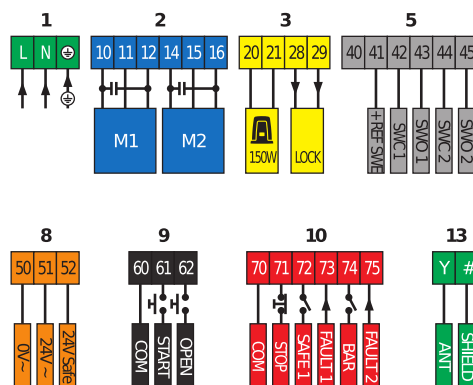 1 2 3 5
L N 10 11 12 14 15 16 20 21 28 29 40 41 42 43 44 45
M1 M2 150W LOCK +REF SWE SWC 1 SWO 1 SWC 2 SWO 2
8 9 10 13
50 51 52 60 61 62 70 71 72 73 74 75 Y #
0V~ 24V~ 24V Safe COM START OPEN COM STOP SAFE 1 FAULT 1 BAR FAULT 2 ANT SHIELD